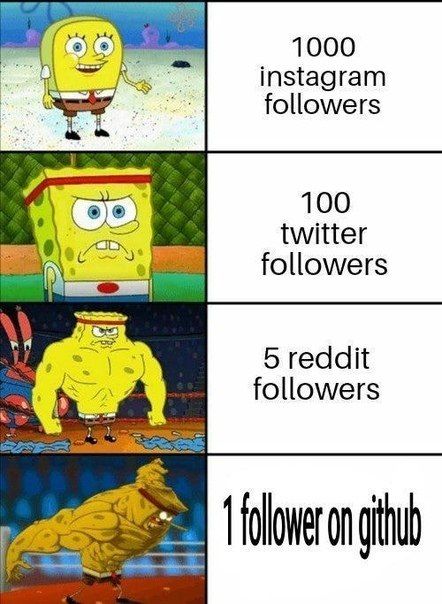 1000
instagram
followers
100
twitter
followers
5 reddit
followers
1 follower on github